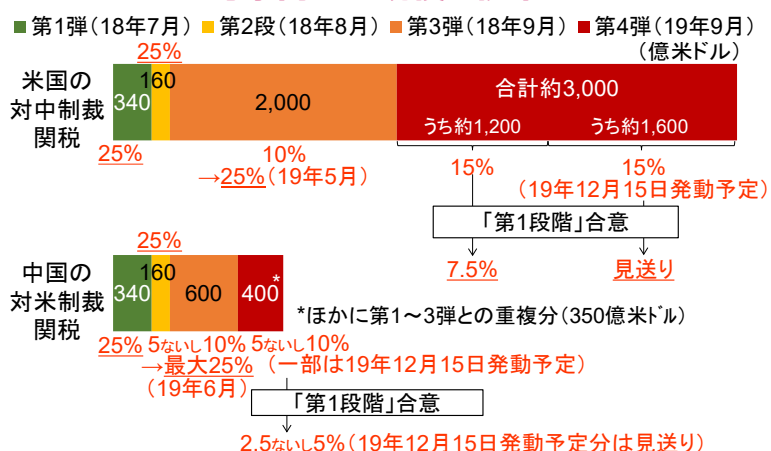 ■第1弾(18年7月) ■第2段(18年8月) ■第3弾(18年9月) ■第4弾(19年9月)
(億米ドル)
25%
米国の
対中制裁
関税
340
160
2,000
合計約3,000
うち約1,200
うち約1,600
25%
10%
→25%(19年5月)
15%
15%
(19年12月15日発動予定)
「第1段階」合意
7.5%
見送り
25%
中国の
対米制裁
関税
340
160
600
400*
*ほかに第1~3弾との重複分(350億米ドル)
25%
5ないし10%
5ないし10%
→最大25%
(19年6月)
(一部は19年12月15日発動予定)
「第1段階」合意
2,5ないし5%(19年12月15日発動予定分は見送り)